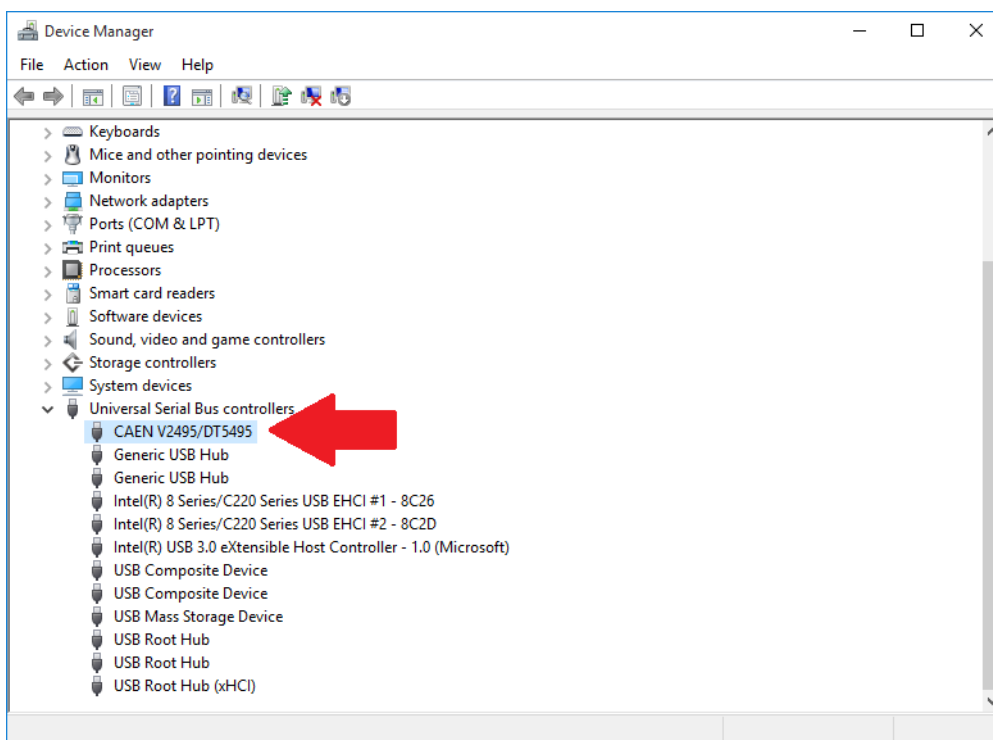 Device Manager
File Action View Help
Keyboards
Mice and other pointing devices
Monitors
Network adapters
Ports (COM & LPT)
Print queues
Processors
Smart card readers
Software devices
Sound, video and game controllers
Storage controllers
System devices
Universal Serial Bus controllers
CAEN V2495/DT5495
Generic USB Hub
Generic USB Hub
Intel(R) 8 Series/C220 Series USB EHCI #1 - 8C26
Intel(R) 8 Series/C220 Series USB EHCI #2 - 8C2D
Intel(R) USB 3.0 eXtensible Host Controller - 1.0 (Microsoft)
USB Composite Device
USB Composite Device
USB Mass Storage Device
USB Root Hub
USB Root Hub
USB Root Hub (xHCI)